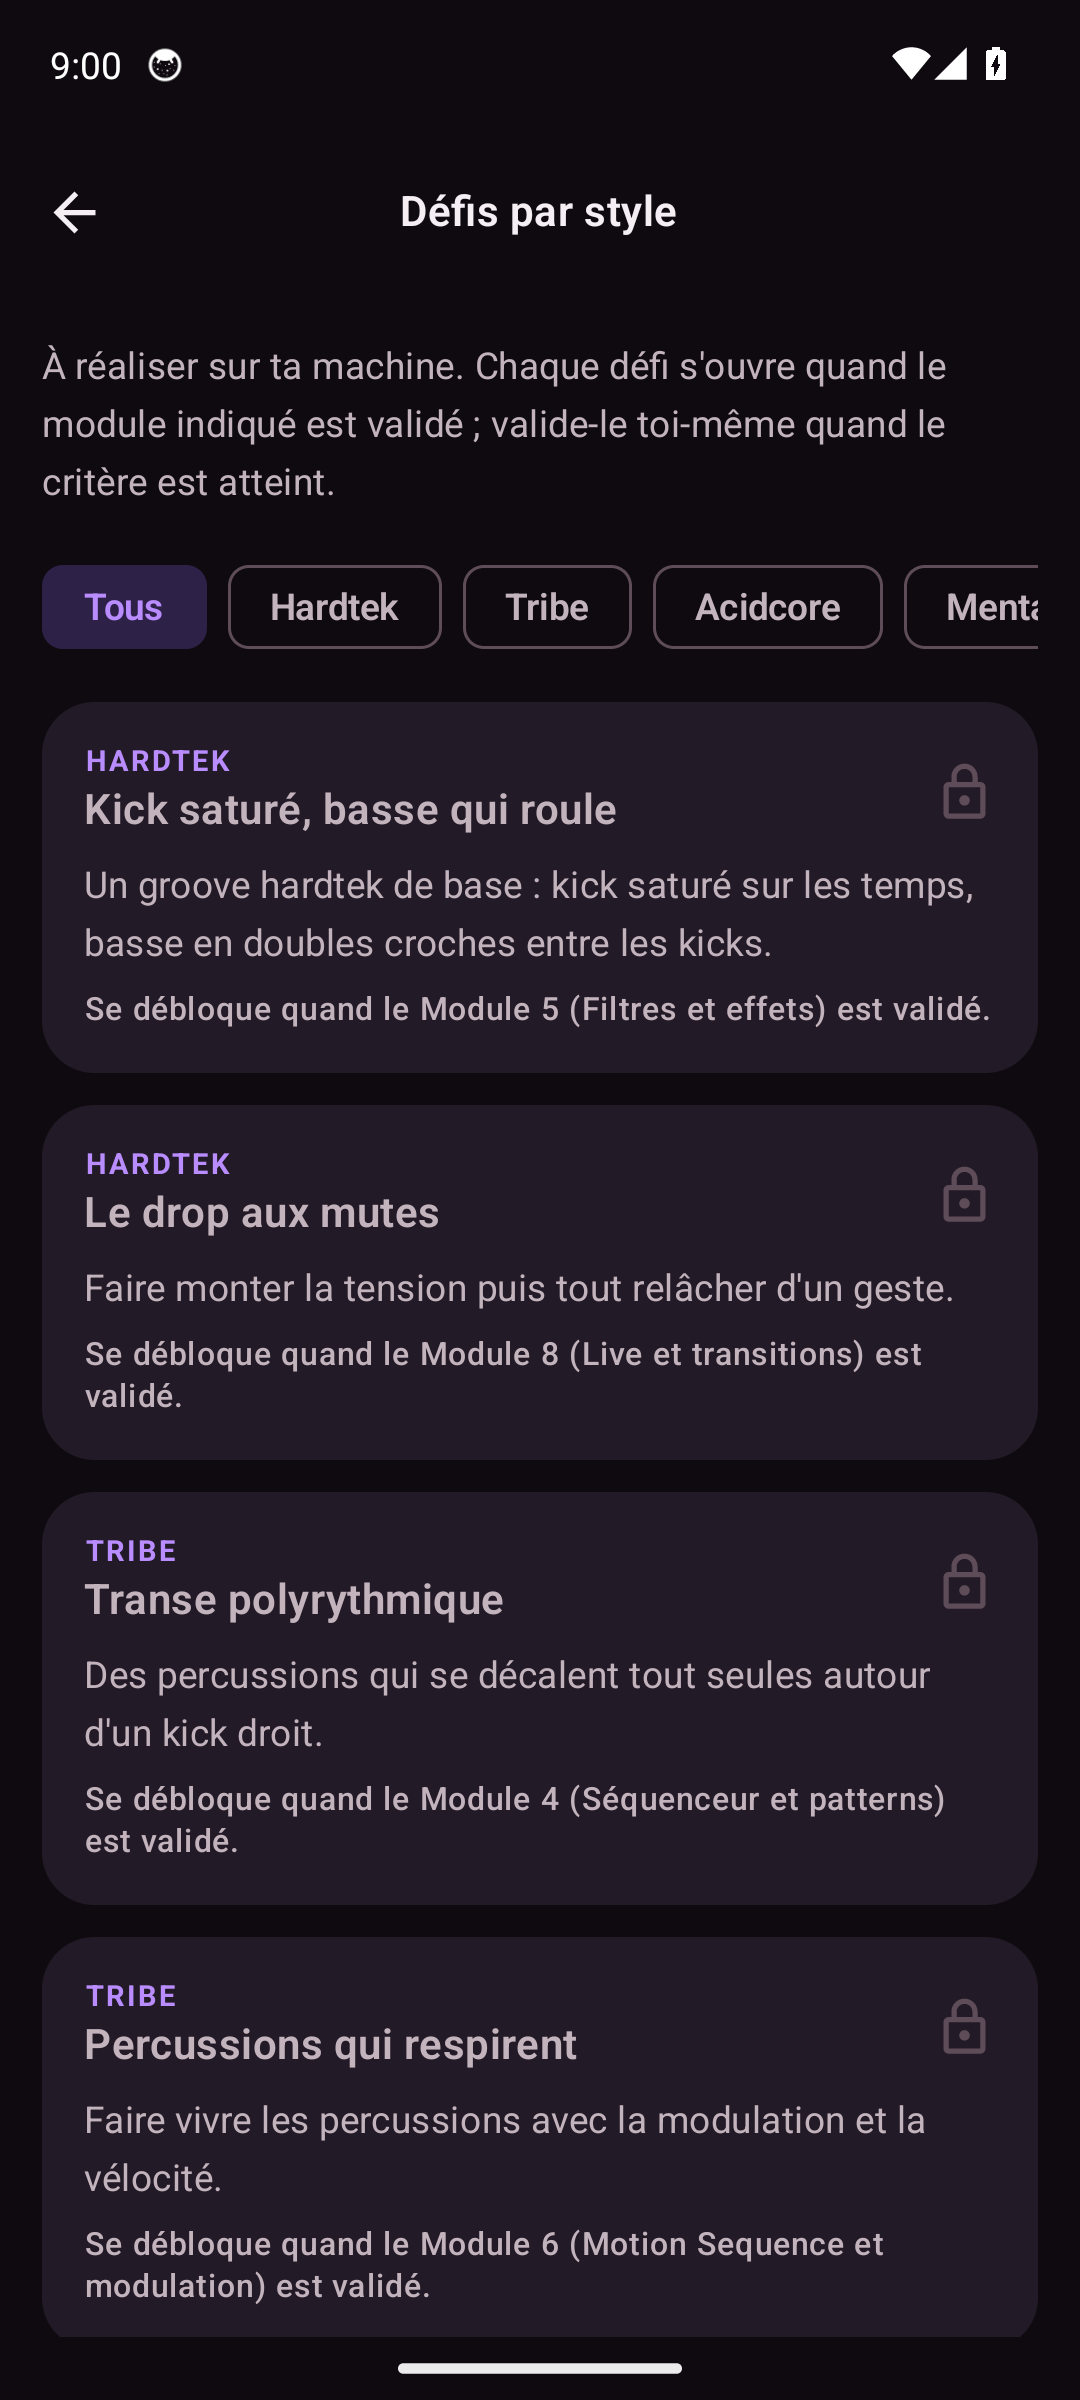 9:00
Défis par style
À réaliser sur ta machine. Chaque défi s'ouvre quand le
module indiqué est validé ; valide-le toi-même quand le
critère est atteint.
Tous
Hardtek
Tribe
Acidcore
Menta
HARDTEK
Kick saturé, basse qui roule
Un groove hardtek de base : kick saturé sur les temps,
basse en doubles croches entre les kicks.
Se débloque quand le Module 5 (Filtres et effets) est validé.
HARDTEK
Le drop aux mutes
Faire monter la tension puis tout relâcher d'un geste.
Se débloque quand le Module 8 (Live et transitions) est
validé.
TRIBE
Transe polyrythmique
Des percussions qui se décalent tout seules autour
d'un kick droit.
Se débloque quand le Module 4 (Séquenceur et patterns)
est validé.
TRIBE
Percussions qui respirent
Faire vivre les percussions avec la modulation et la
vélocité.
Se débloque quand le Module 6 (Motion Sequence et
modulation) est validé.